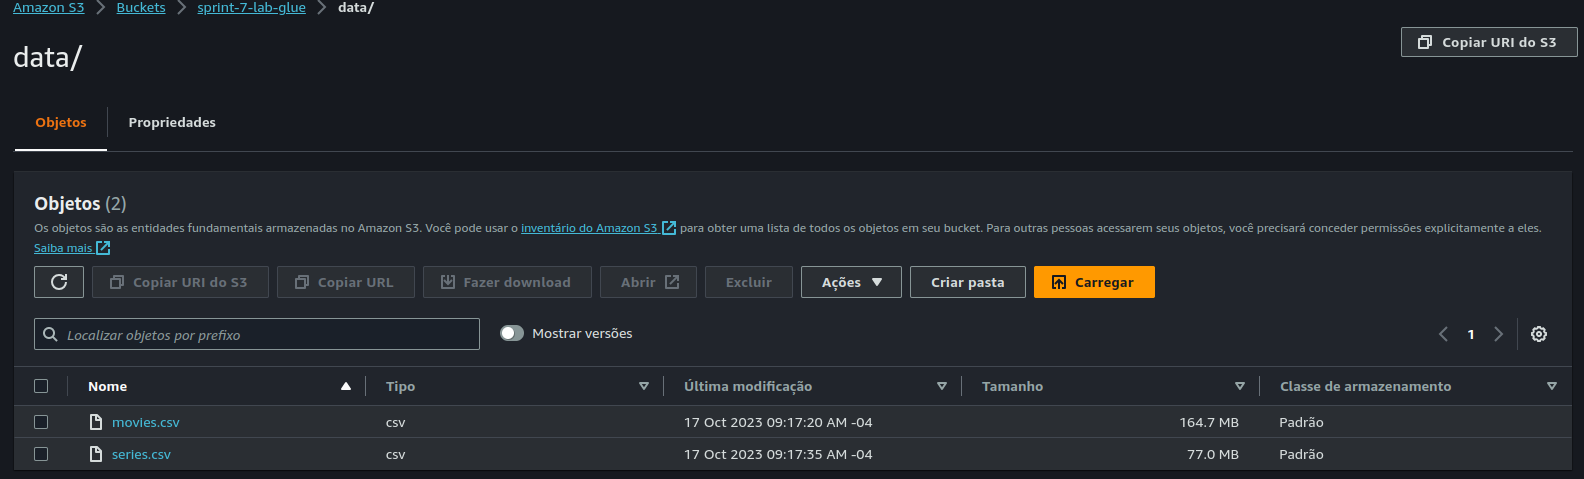 Amazon S3 Buckets sprint-7-lab-glue data/
data/
Copiar URI do S3
Objetos Propriedades
Objetos (2)
Os objetos são as entidades fundamentais armazenadas no Amazon S3. Você pode usar o inventário do Amazon S3 para obter uma lista de todos os objetos em seu bucket. Para outras pessoas acessarem seus objetos, você precisará conceder permissões explicitamente a eles.
Saiba mais
Copiar URI do S3 Copiar URL Fazer download Abrir Excluir Ações Criar pasta Carregar
Localizar objetos por prefixo Mostrar versões 1
Nome Tipo Última modificação Tamanho Classe de armazenamento
movies.csv csv 17 Oct 2023 09:17:20 AM -04 164.7 MB Padrão
series.csv csv 17 Oct 2023 09:17:35 AM -04 77.0 MB Padrão